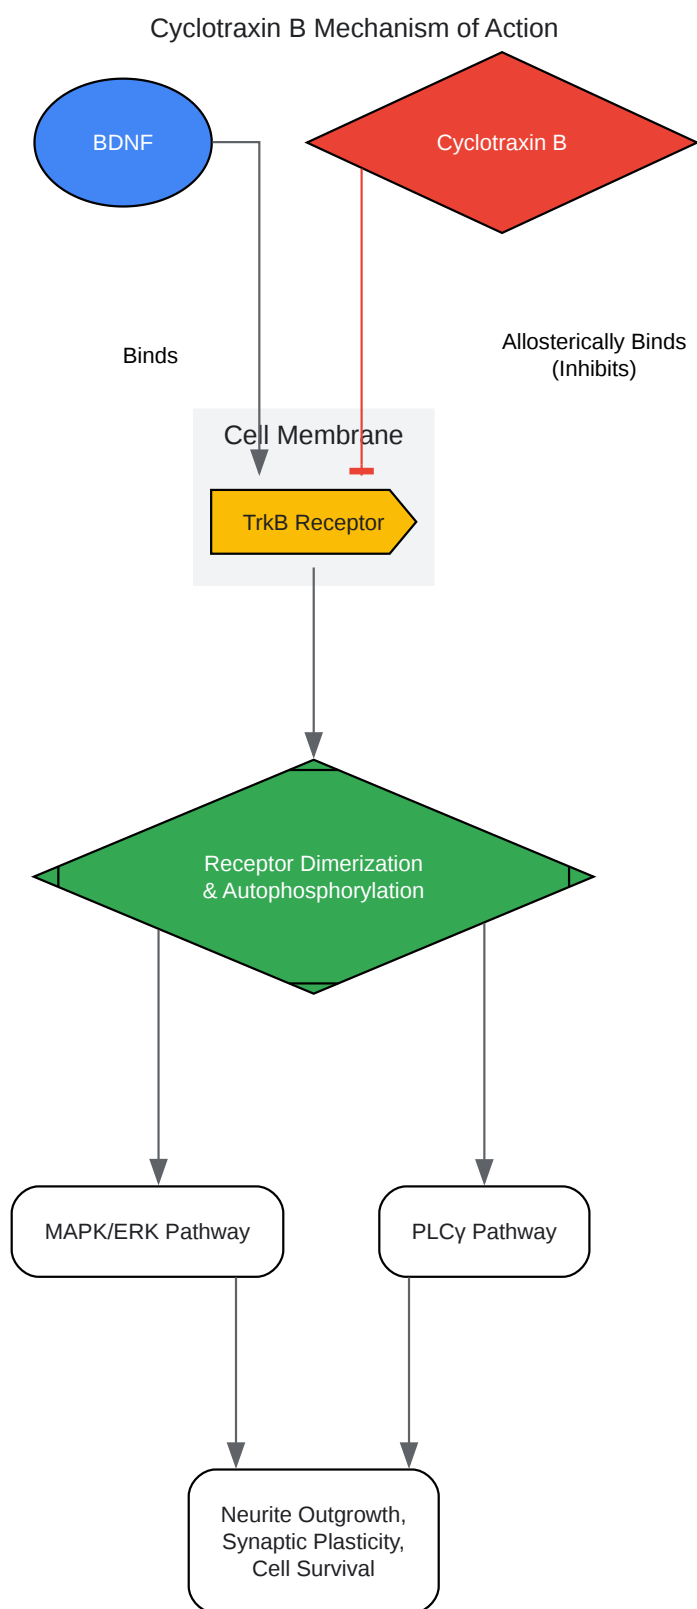 Cyclotraxin B Mechanism of Action
BDNF
Cyclotraxin B
Binds
Allosterically Binds
(Inhibits)
Cell Membrane
TrkB Receptor
Receptor Dimerization
& Autophosphorylation
MAPK/ERK Pathway
PLCγ Pathway
Neurite Outgrowth,
Synaptic Plasticity,
Cell Survival